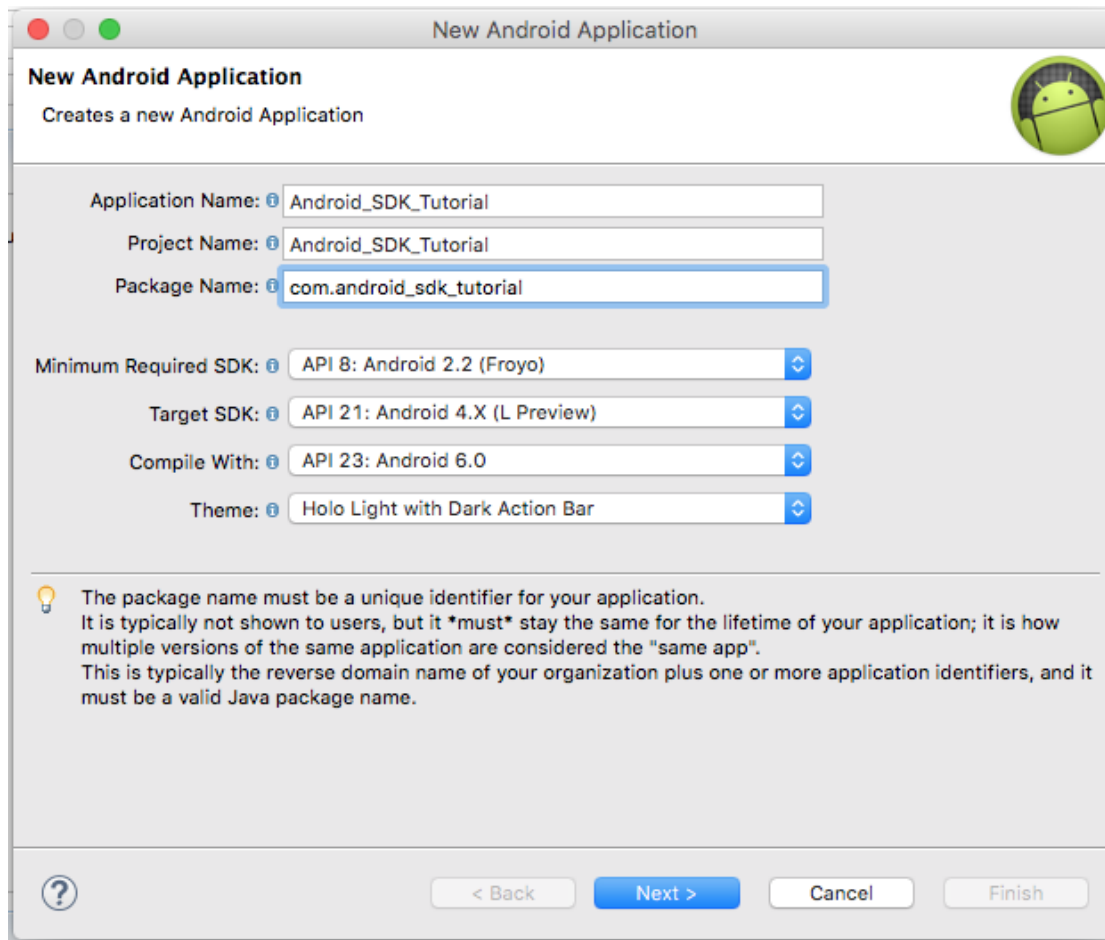 New Android Application
New Android Application
Creates a new Android Application
Application Name: Android_SDK_Tutorial
Project Name: Android_SDK_Tutorial
Package Name: com.android_sdk_tutorial
Minimum Required SDK: API 8: Android 2.2 (Froyo)
Target SDK: API 21: Android 4.X (L Preview)
Compile With: API 23: Android 6.0
Theme: Holo Light with Dark Action Bar
The package name must be a unique identifier for your application.
It is typically not shown to users, but it *must* stay the same for the lifetime of your application; it is how
multiple versions of the same application are considered the "same app".
This is typically the reverse domain name of your organization plus one or more application identifiers, and it
must be a valid Java package name.
? < Back Next > Cancel Finish